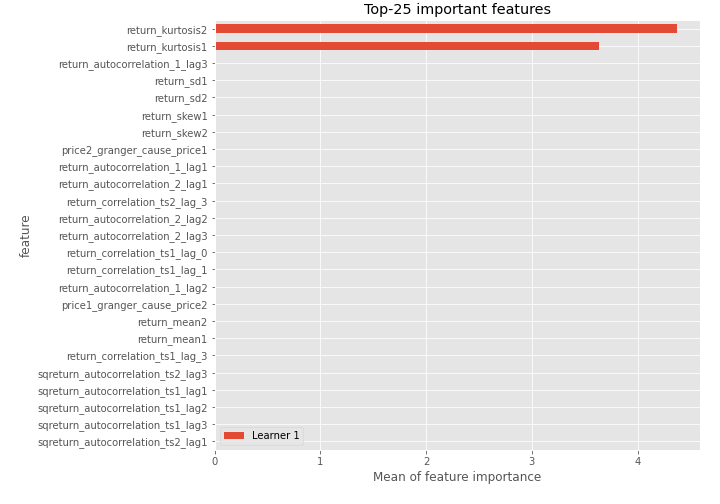 Top-25 important features
return_kurtosis2
return_kurtosis1
return_autocorrelation_1_lag3
return_sd1
return_sd2
return_skew1
return_skew2
price2_granger_cause_price1
return_autocorrelation_1_lag1
return_autocorrelation_2_lag1
return_correlation_ts2_lag_3
return_autocorrelation_2_lag2
return_autocorrelation_2_lag3
return_correlation_ts1_lag_0
return_correlation_ts1_lag_1
return_autocorrelation_1_lag2
price1_granger_cause_price2
return_mean2
return_mean1
return_correlation_ts1_lag_3
sqreturn_autocorrelation_ts2_lag3
sqreturn_autocorrelation_ts1_lag1
sqreturn_autocorrelation_ts1_lag2
sqreturn_autocorrelation_ts1_lag3
sqreturn_autocorrelation_ts2_lag1
feature
Learner 1
0 1 2 3 4
Mean of feature importance